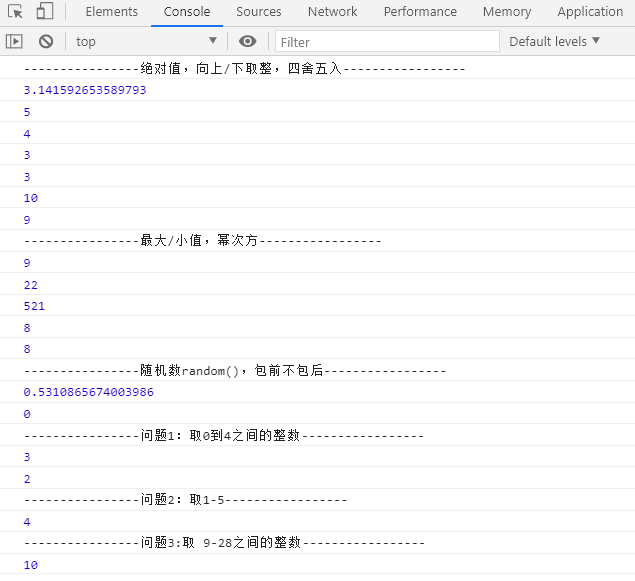 Elements Console Sources Network Performance Memory Application
top Filter Default levels
----------------绝对值，向上/下取整，四舍五入-----------------
3.141592653589793
5
4
3
3
10
9
----------------最大/小值，幂次方-----------------
9
22
521
8
8
----------------随机数random()，包前不包后-----------------
0.5310865674003986
0
----------------问题1：取0到4之间的整数-----------------
3
2
----------------问题2：取1-5-----------------
4
----------------问题3:取 9-28之间的整数-----------------
10